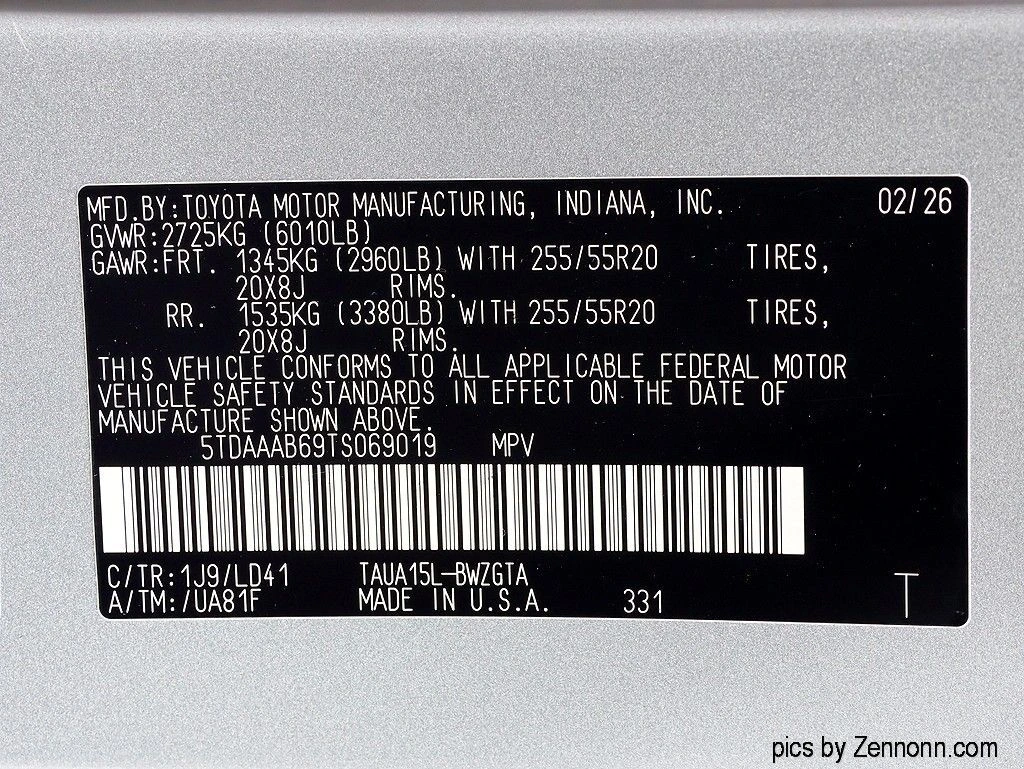 MFD.BY:TOYOTA MOTOR MANUFACTURING, INDIANA, INC. 02/26
GVWR:2725KG (6010LB)
GAWR:FRT. 1345KG (2960LB) WITH 255/55R20 TIRES,
20X8J RIMS.
RR. 1535KG (3380LB) WITH 255/55R20 TIRES,
20X8J RIMS.
THIS VEHICLE CONFORMS TO ALL APPLICABLE FEDERAL MOTOR
VEHICLE SAFETY STANDARDS IN EFFECT ON THE DATE OF
MANUFACTURE SHOWN ABOVE.
5TDAAAB69TS069019 MPV
C/TR:1J9/LD41 TAUA15L-BWZGTA
A/TM:/UA81F MADE IN U.S.A. 331 T
pics by Zennonn.com